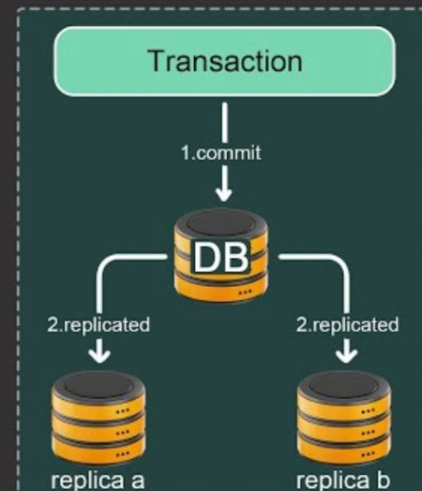 Transaction
1.commit
DB
2.replicated
2.replicated
replica a
replica b